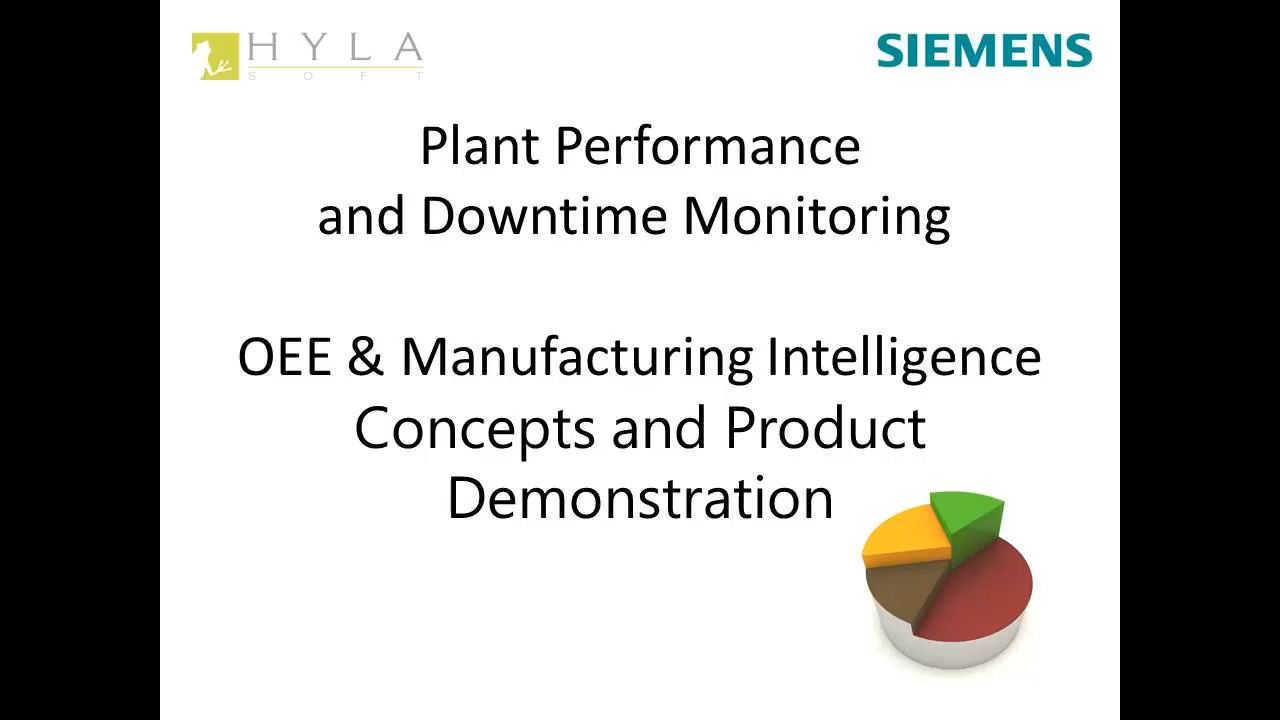 HYLA
SOFT
SIEMENS
Plant Performance
and Downtime Monitoring
OEE & Manufacturing Intelligence
Concepts and Product
Demonstration